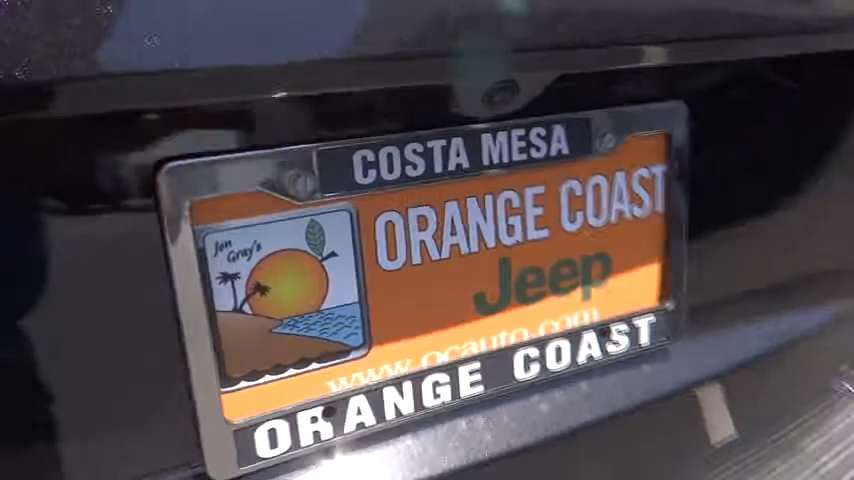 COSTA MESA
ORANGE COAST
Jon Gray's
Jeep
www.ocauto.com
ORANGE COAST